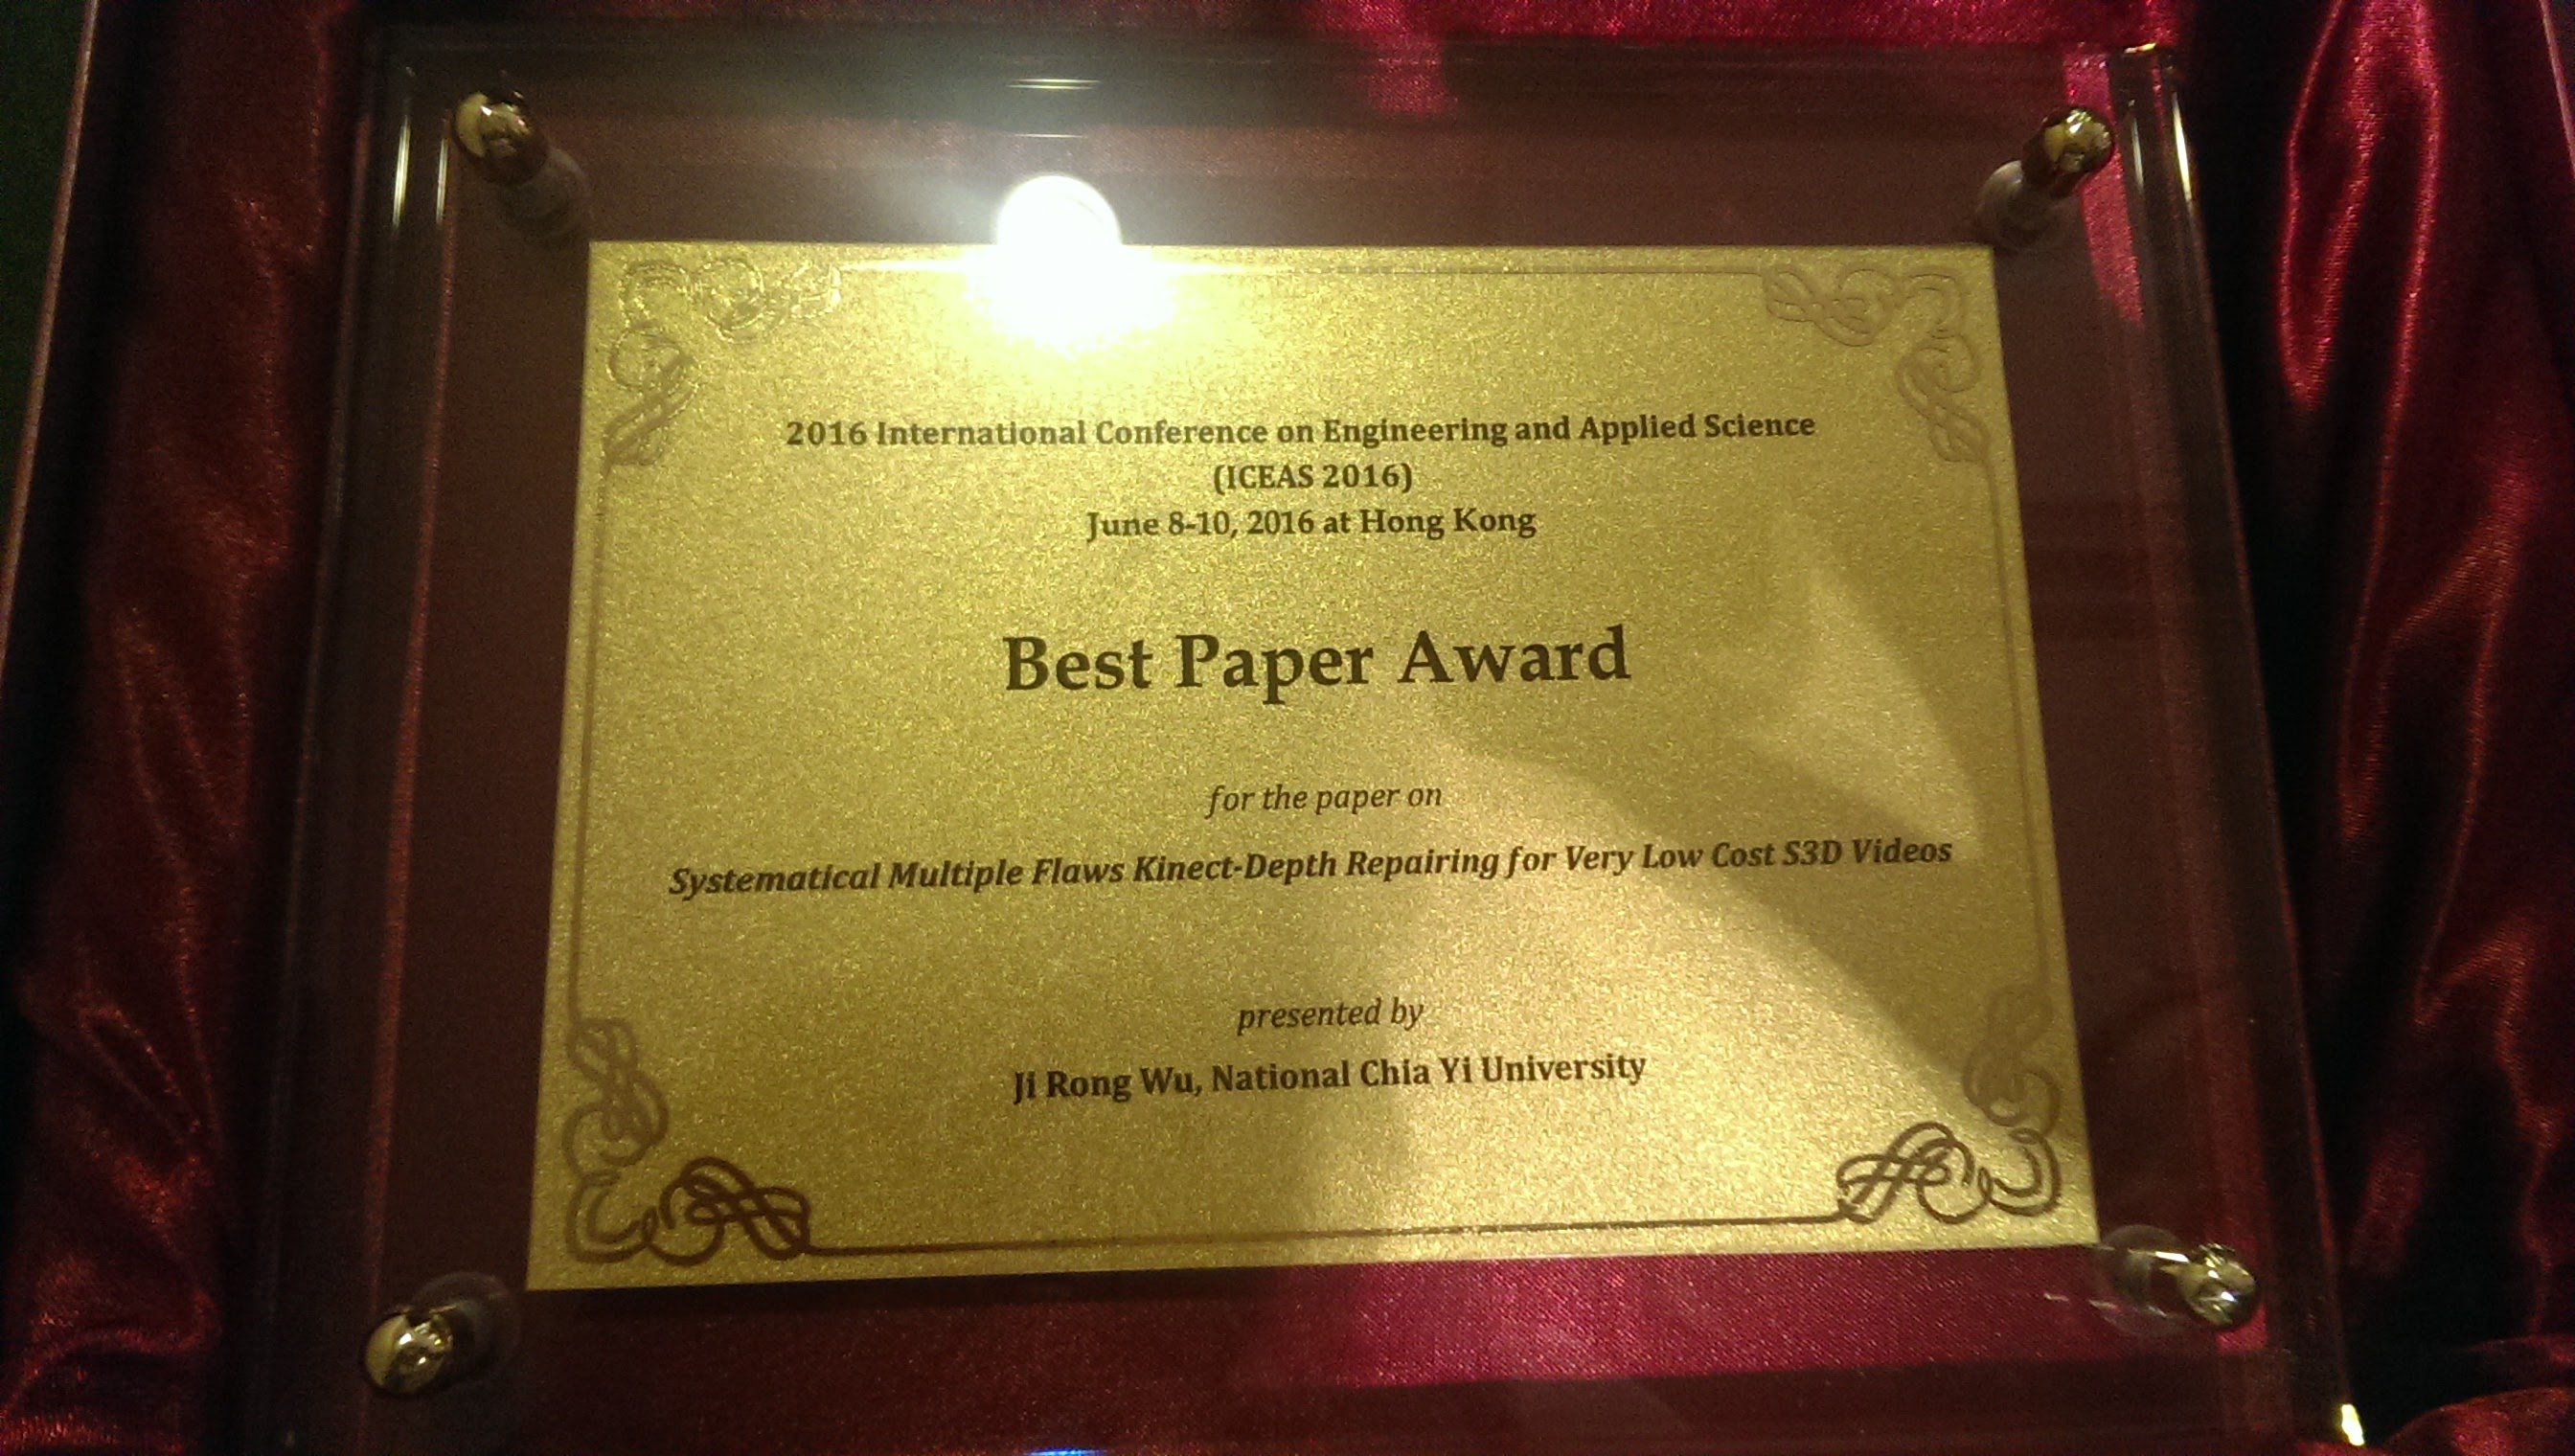 2016 International Conference on Engineering and Applied Science
(ICEAS 2016)
June 8-10, 2016 at Hong Kong
Best Paper Award
for the paper on
Systematical Multiple Flaws Kinect-Depth Repairing for Very Low Cost S3D Videos
presented by
Ji Rong Wu, National Chia Yi University